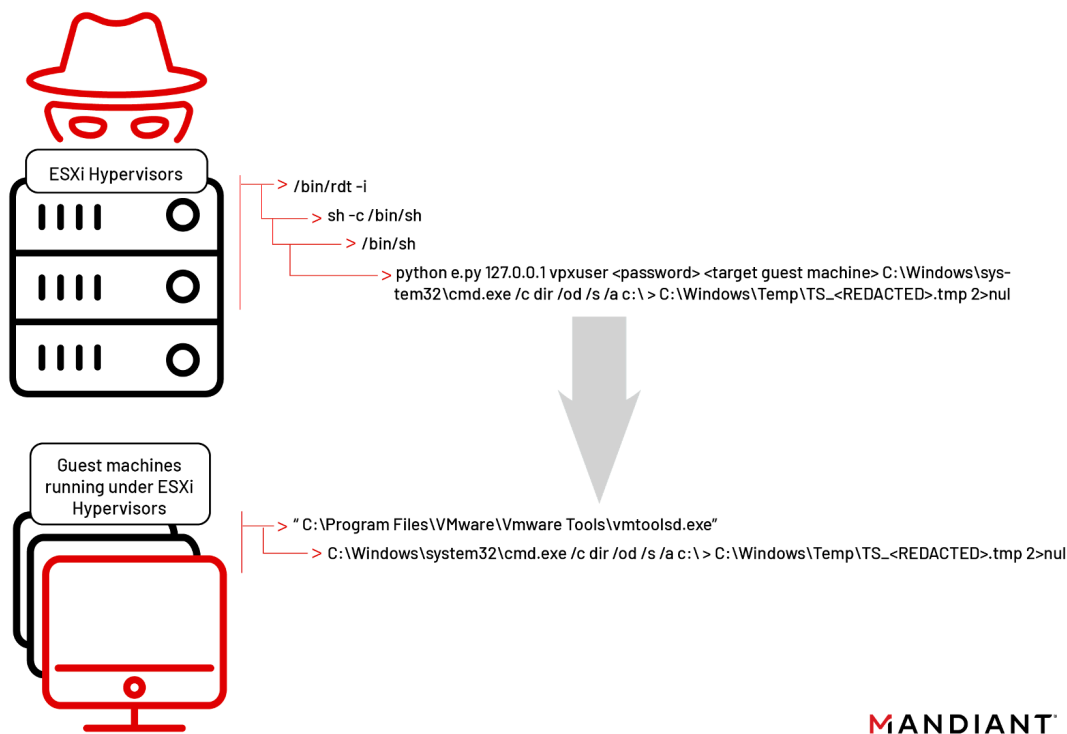 ESXi Hypervisors
> /bin/rdt -i
> sh -c /bin/sh
> /bin/sh
> python e.py 127.0.0.1 vpxuser <password> <target guest machine> C:\Windows\sys-
tem32\cmd.exe /c dir /od /s /a c:\ > C:\Windows\Temp\TS_<REDACTED>.tmp 2>nul
Guest machines
running under ESXi
Hypervisors
> “ C:\Program Files\VMware\Vmware Tools\vmtoolsd.exe”
> C:\Windows\system32\cmd.exe /c dir /od /s /a c:\ > C:\Windows\Temp\TS_<REDACTED>.tmp 2>nul
MANDIANT